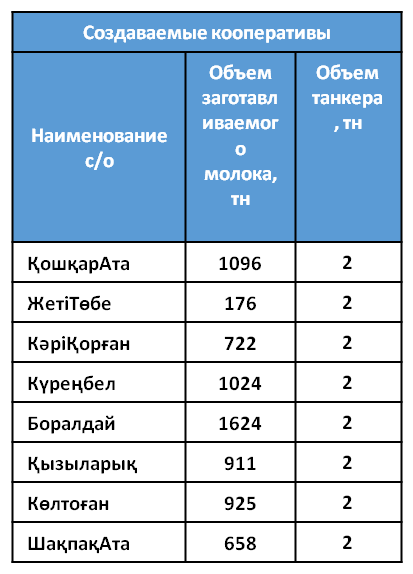 Создаваемые кооперативы
Наименование
с/о
Объем
заготавл
иваемог
о
молока,
тн
Объем
танкера
, тн
ҚошқарАта 1096 2
ЖетіТөбе 176 2
КәріҚорған 722 2
Күреңбел 1024 2
Боралдай 1624 2
Қызыларық 911 2
Көлтоған 925 2
ШақпақАта 658 2